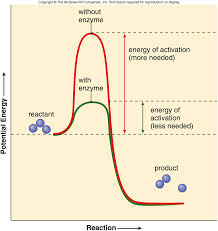 Copyright © The McGraw-Hill Companies, Inc. Permission required for reproduction or display
without
enzyme
energy of activation
(more needed)
with
enzyme
energy of
activation
(less needed)
reactant
product
Potential Energy
Reaction